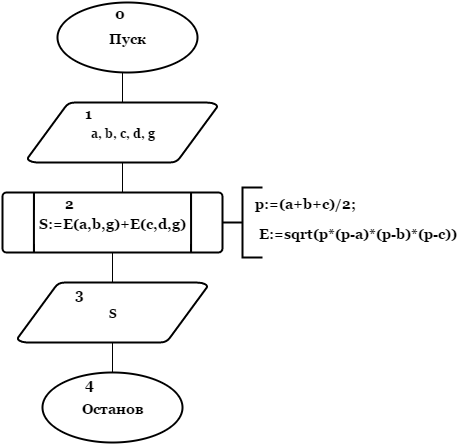 0
Пуск
1
a, b, c, d, g
2
S:=E(a,b,g)+E(c,d,g)
p:=(a+b+c)/2;
E:=sqrt(p*(p-a)*(p-b)*(p-c))
3
S
4
Останов